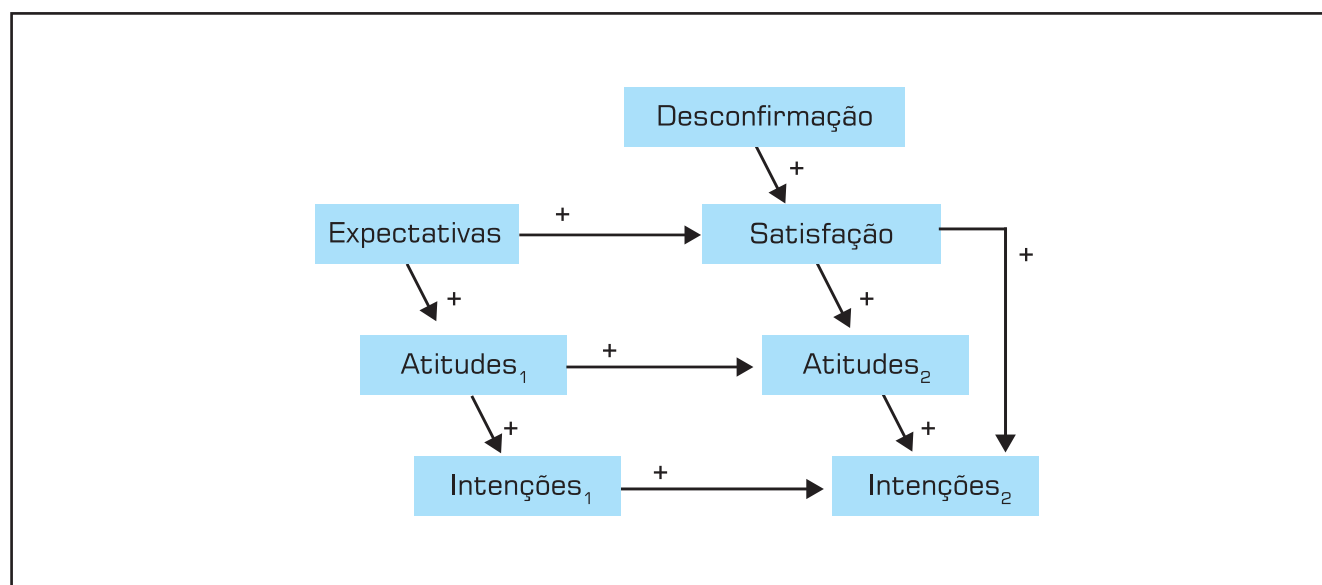 Desconfirmação
+
Expectativas
+
Satisfação
+
+
+
Atitudes₁
+
Atitudes₂
+
+
Intenções₁
+
Intenções₂